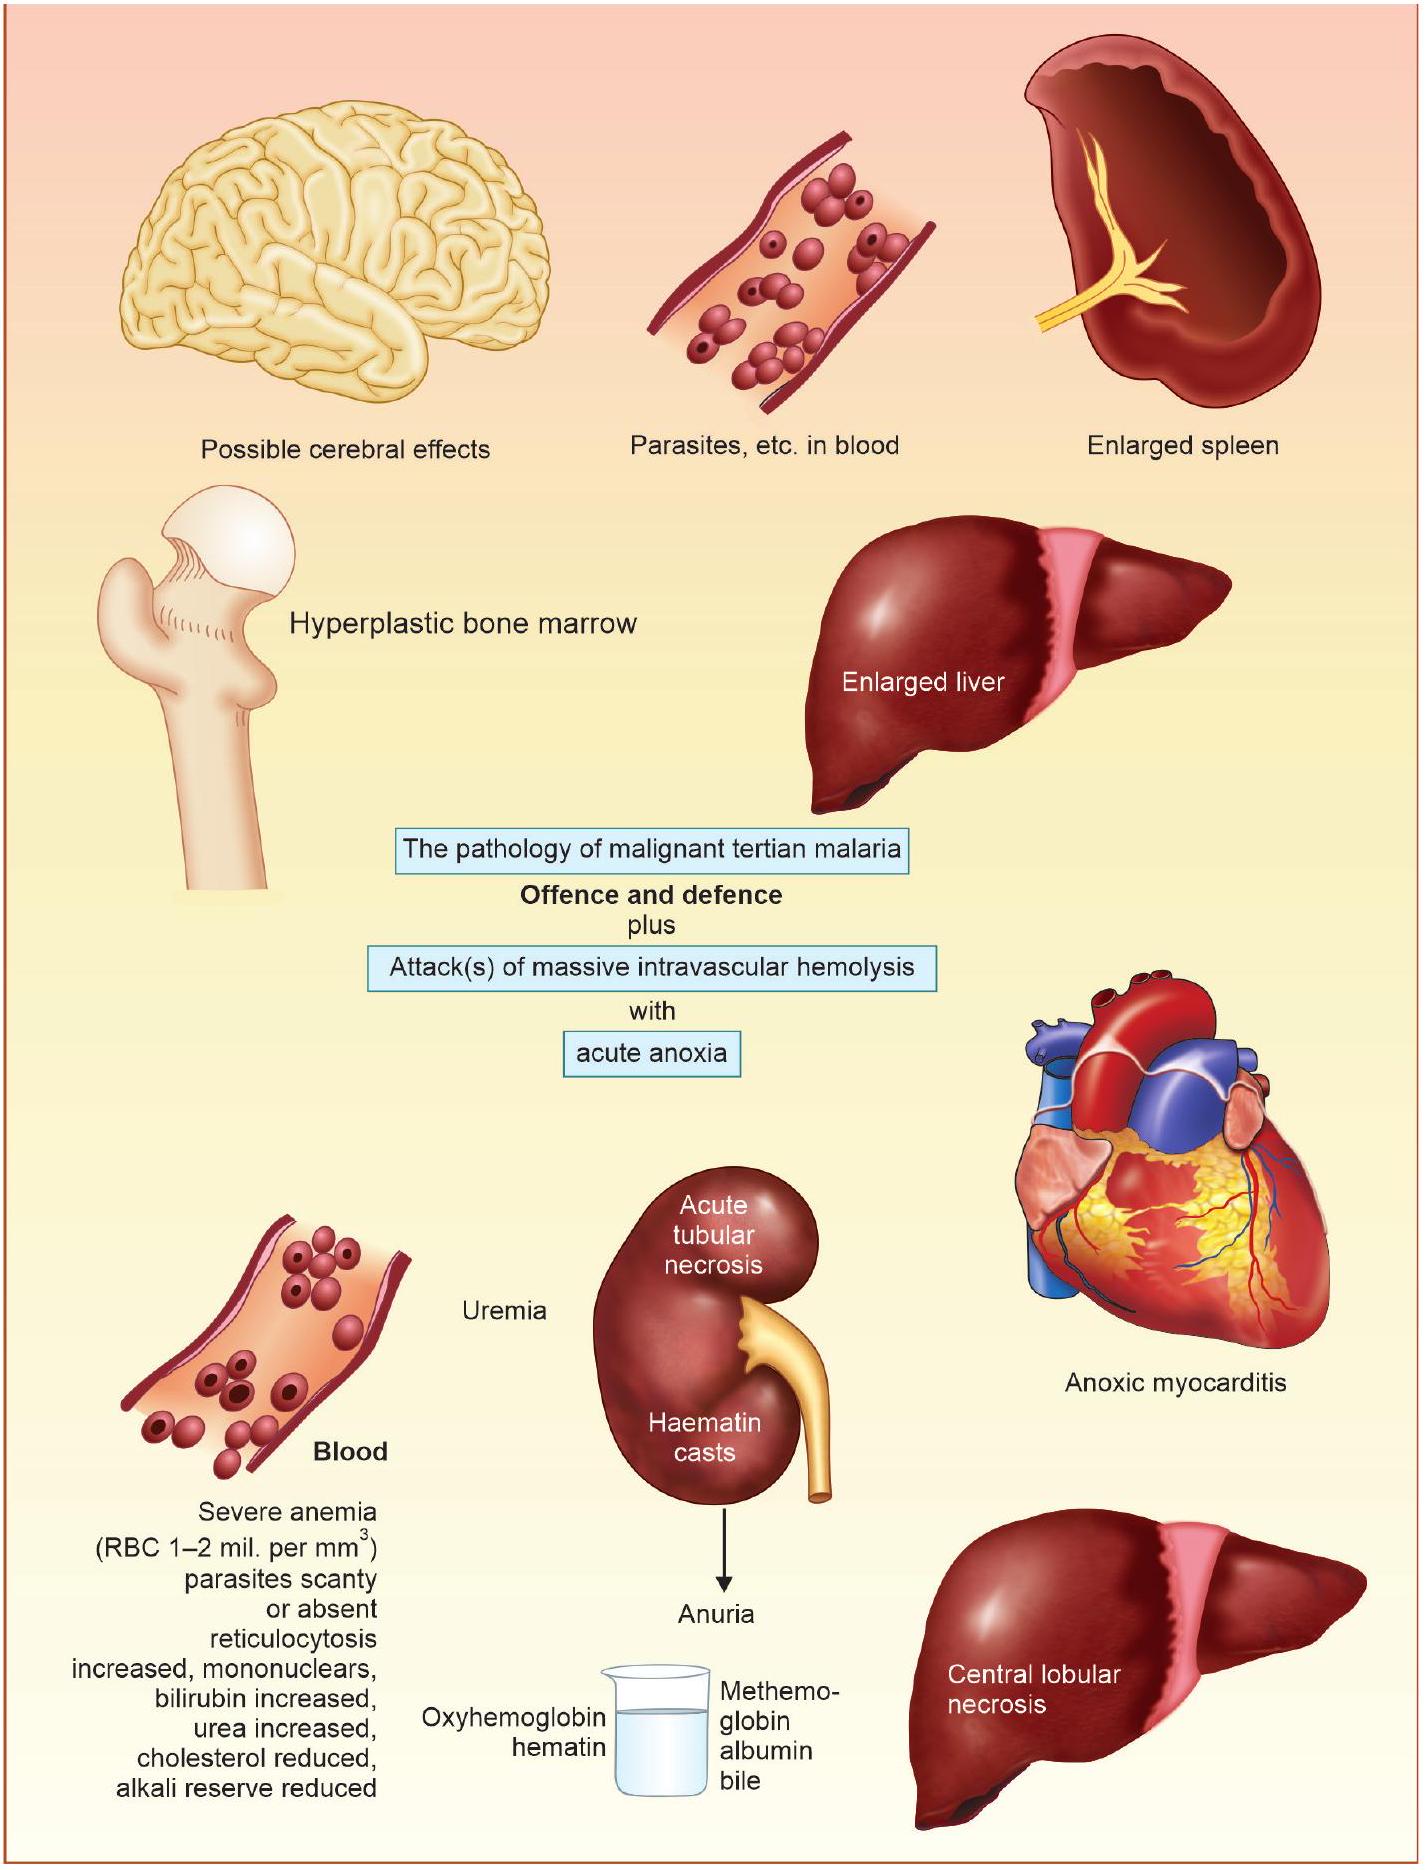 Possible cerebral effects
Parasites, etc. in blood
Enlarged spleen
Hyperplastic bone marrow
Enlarged liver
The pathology of malignant tertian malaria
Offence and defence
plus
Attack(s) of massive intravascular hemolysis
with
acute anoxia
Acute
tubular
necrosis
Uremia
Haematin
casts
Anoxic myocarditis
Blood
Severe anemia
(RBC 1–2 mil. per mm³)
parasites scanty
or absent
reticulocytosis
increased, mononuclears,
bilirubin increased,
urea increased,
cholesterol reduced,
alkali reserve reduced
Anuria
Oxyhemoglobin
hematin
Methemo-
globin
albumin
bile
Central lobular
necrosis